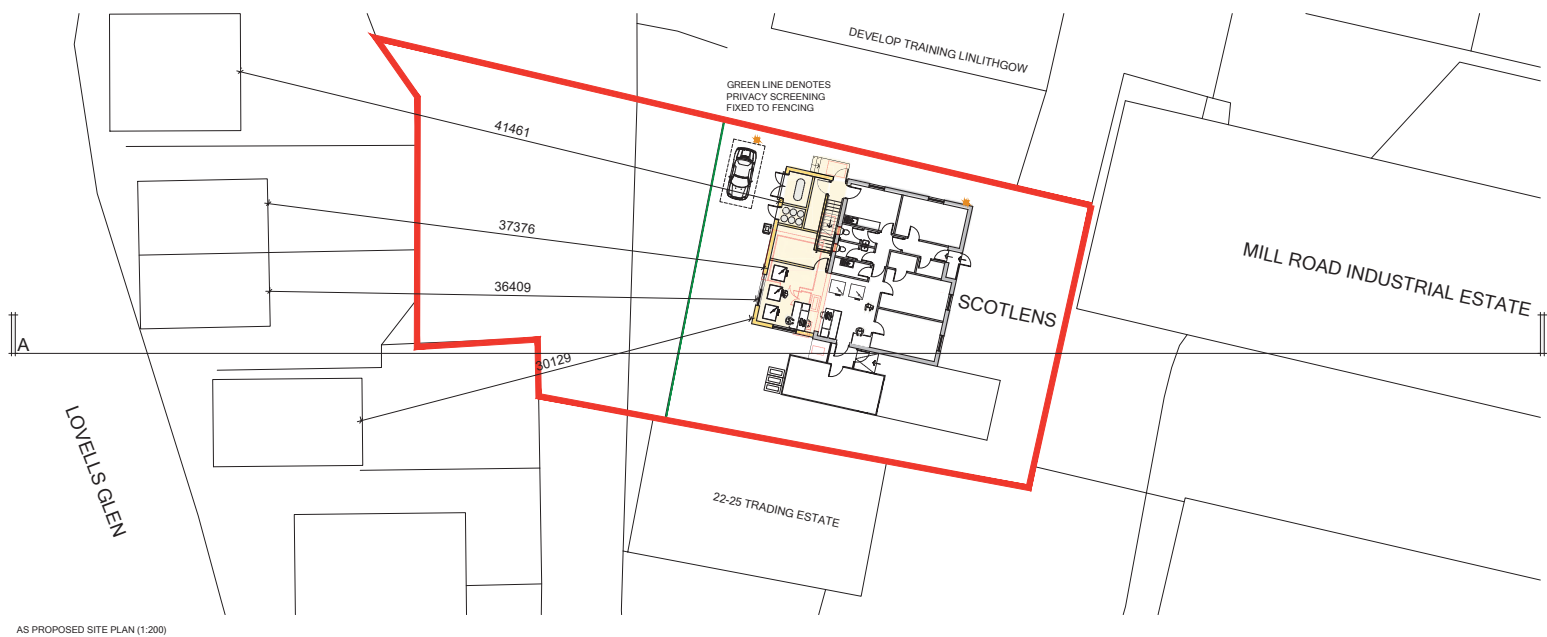 DEVELOP TRAINING LINLITHGOW
GREEN LINE DENOTES
PRIVACY SCREENING
FIXED TO FENCING
41461
37376
36409
30129
SCOTLENS
MILL ROAD INDUSTRIAL ESTATE
A
LOVELLS GLEN
22-25 TRADING ESTATE
AS PROPOSED SITE PLAN (1:200)